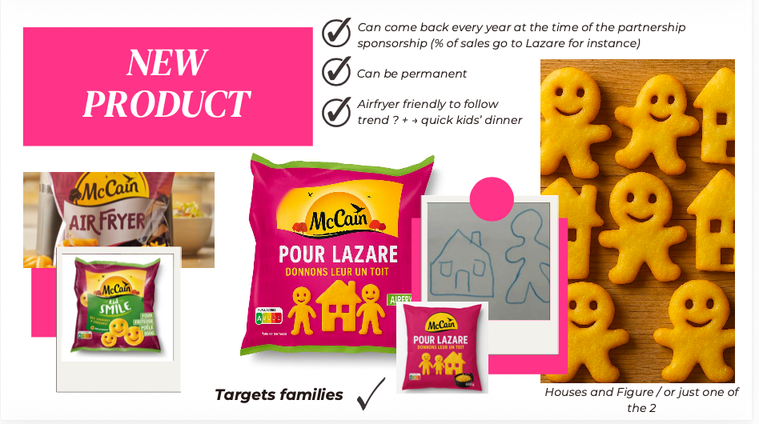 NEW
PRODUCT
Can come back every year at the time of the partnership
sponsorship (% of sales go to Lazare for instance)
Can be permanent
Airfryer friendly to follow
trend ? + → quick kids' dinner
McCain
AIR FRYER
McCain
Kid
SMILE
McCain
POUR LAZARE
DONNONS LEUR UN TOIT
McCain
POUR LAZARE
DONNONS LEUR UN TOIT
Targets families
Houses and Figure / or just one of
the 2